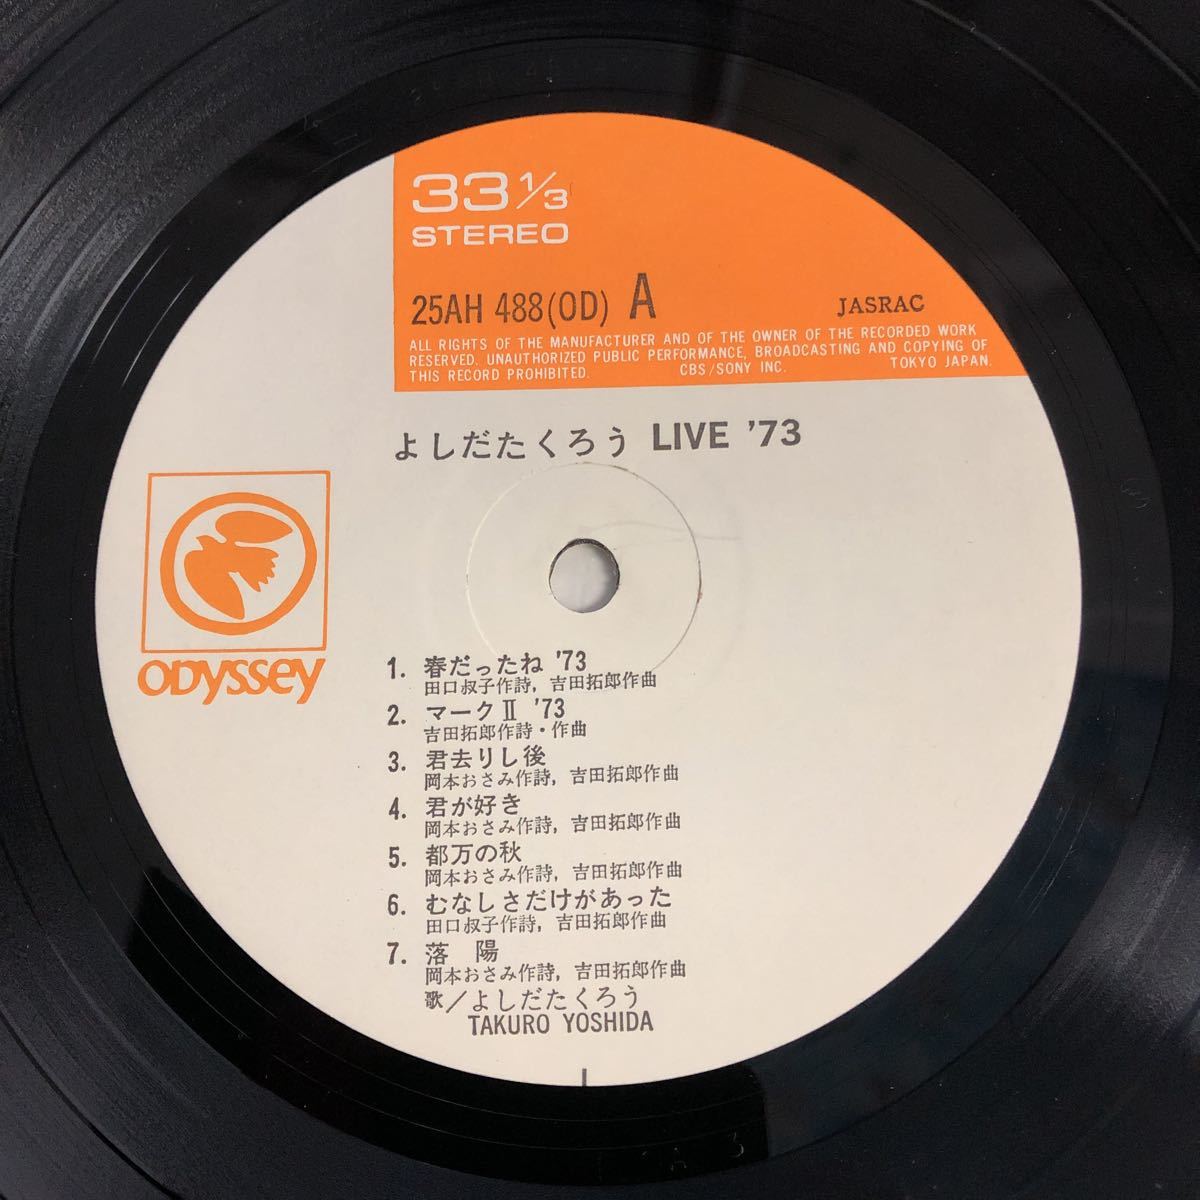 33 1/3
STEREO
25AH 488(OD) A
JASRAC
ALL RIGHTS OF THE MANUFACTURER AND OF THE OWNER OF THE RECORDED WORK
RESERVED. UNAUTHORIZED PUBLIC PERFORMANCE, BROADCASTING AND COPYING OF
THIS RECORD PROHIBITED. CBS/SONY INC. TOKYO JAPAN.
よしだたくろう LIVE '73
ODYSSEY
1. 春だったね '73
田口叔子作詩, 吉田拓郎作曲
2. マークⅡ '73
吉田拓郎作詩・作曲
3. 君去りし後
岡本おさみ作詩, 吉田拓郎作曲
4. 君が好き
岡本おさみ作詩, 吉田拓郎作曲
5. 都万の秋
岡本おさみ作詩, 吉田拓郎作曲
6. むなしさだけがあった
田口叔子作詩, 吉田拓郎作曲
7. 落 陽
岡本おさみ作詩, 吉田拓郎作曲
歌/よしだたくろう
TAKURO YOSHIDA